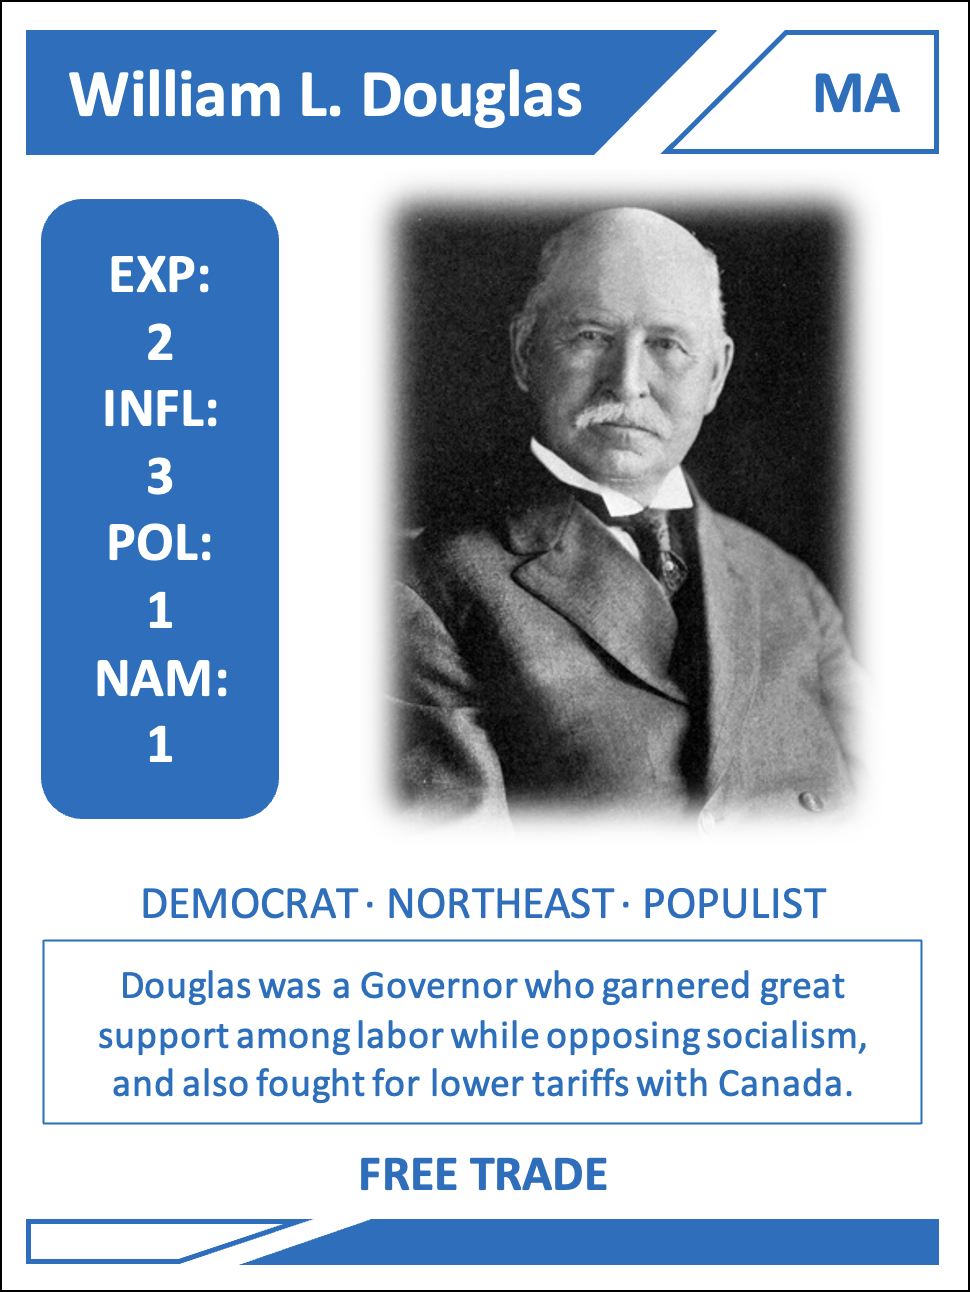 William L. Douglas
MA
EXP:
2
INFL:
3
POL:
1
NAM:
1
DEMOCRAT · NORTHEAST · POPULIST
Douglas was a Governor who garnered great
support among labor while opposing socialism,
and also fought for lower tariffs with Canada.
FREE TRADE